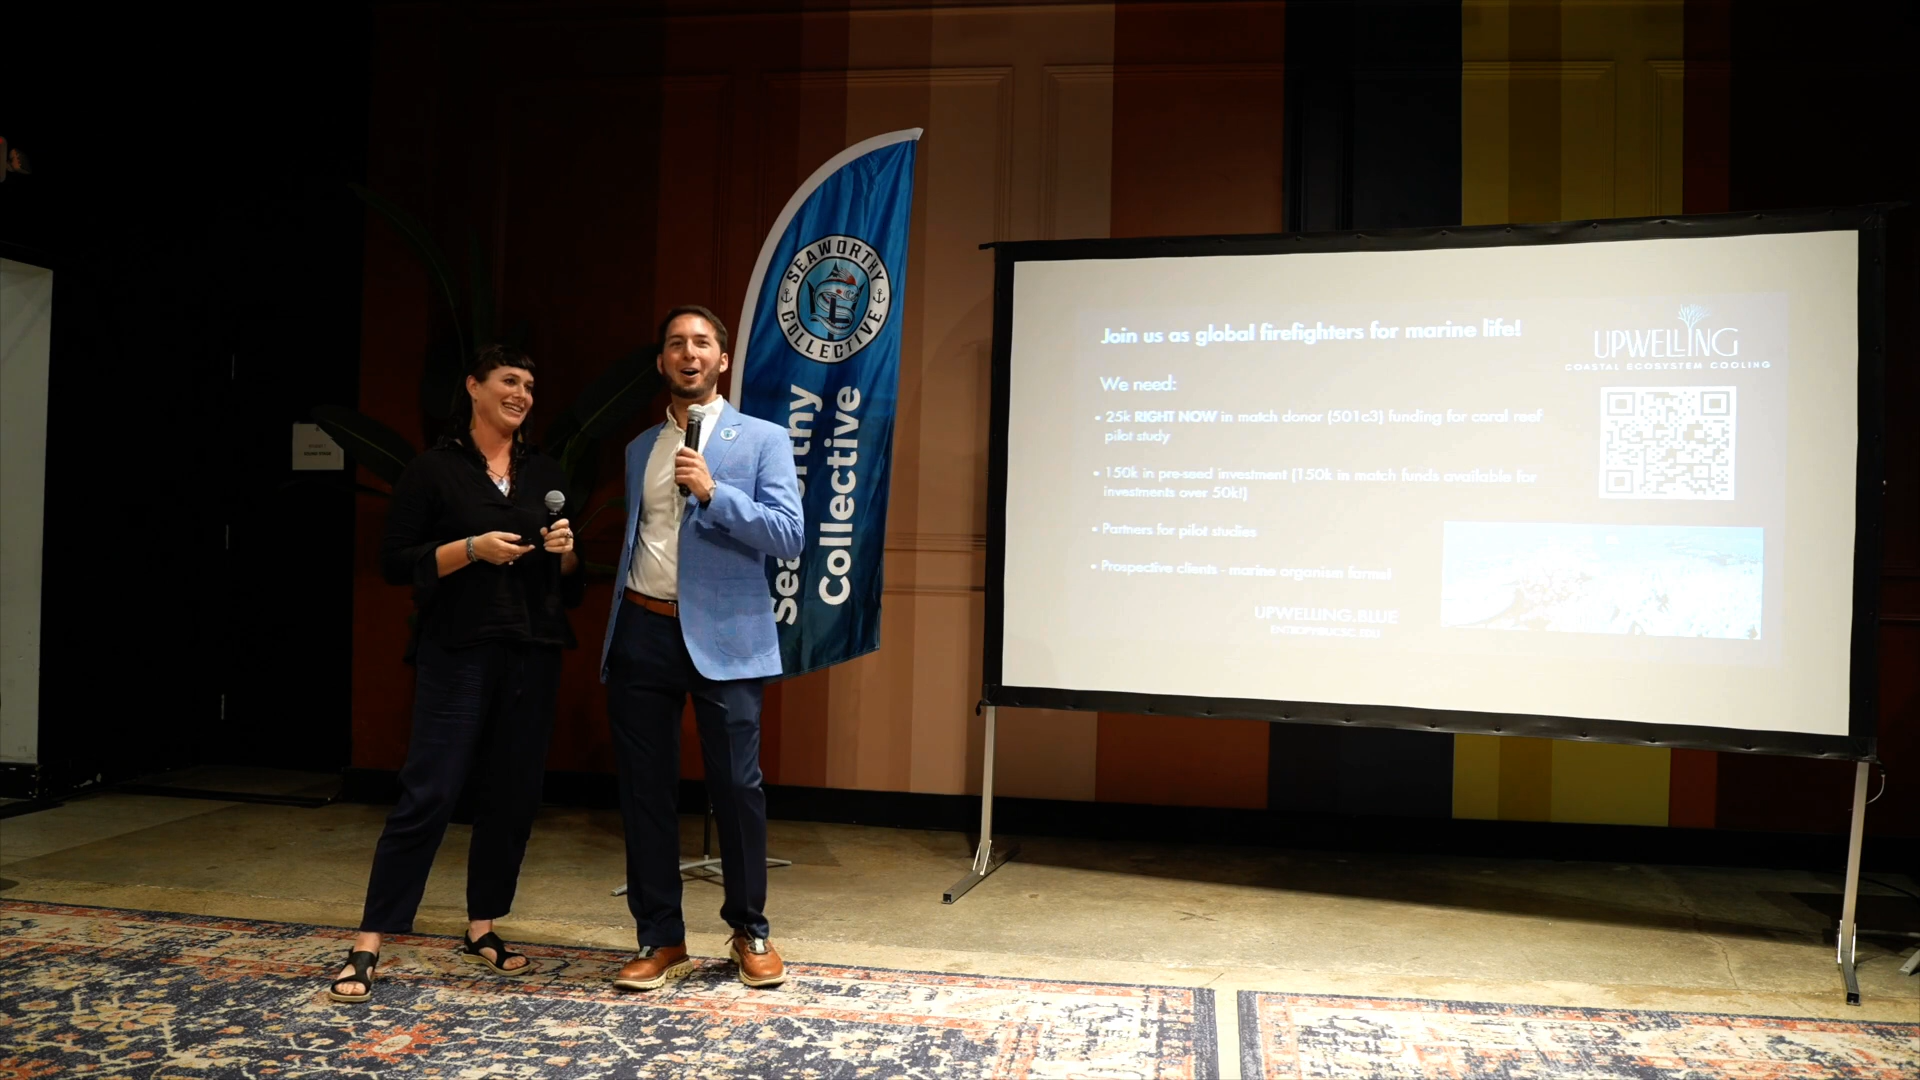 SEAWORTHY
COLLECTIVE
Seaworthy
Collective
Join us as global firefighters for marine life!
UPWELLING
COASTAL ECOSYSTEM COOLING
We need:
• 25k RIGHT NOW in match donor (501c3) funding for coral reef
pilot study
• 150k in pre-seed investment (150k in match funds available for
investments over 50k!)
• Partners for pilot studies
• Prospective clients - marine organism farms!
UPWELLING.BLUE